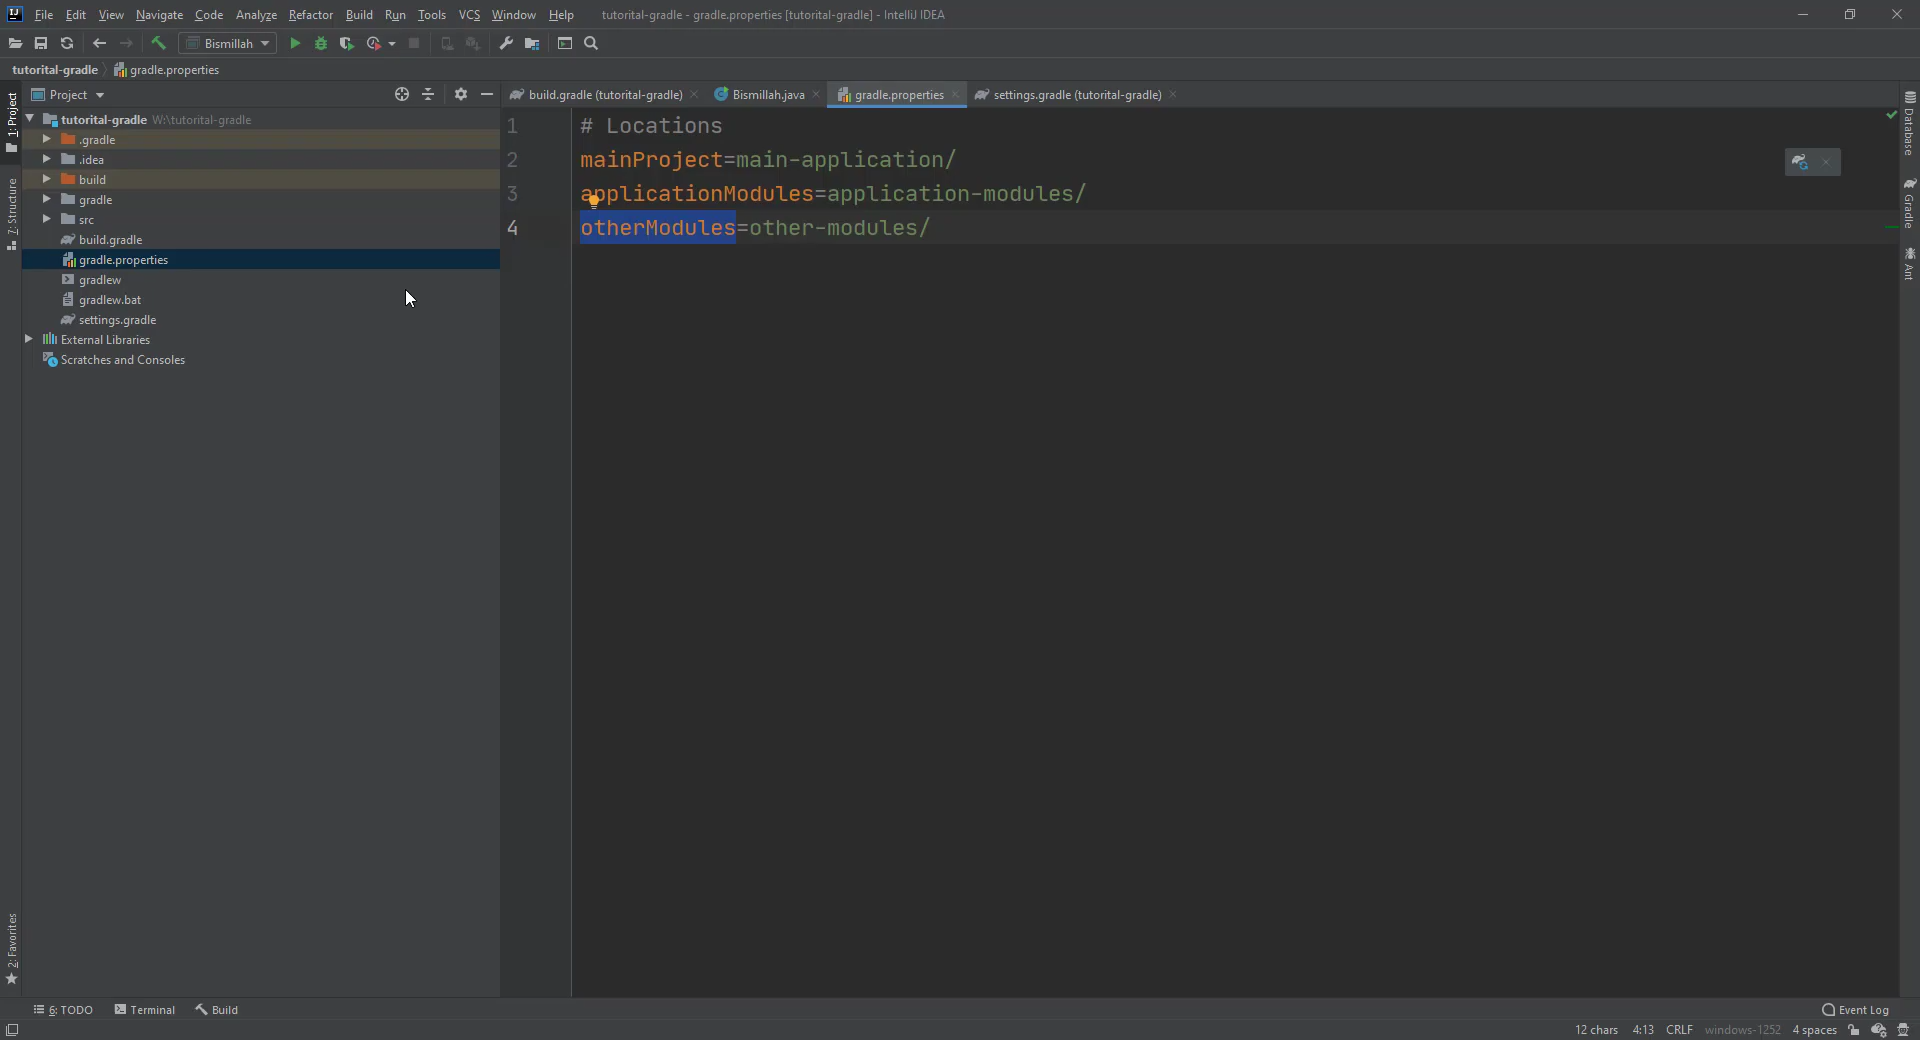 File Edit View Navigate Code Analyze Refactor Build Run Tools VCS Window Help tutorital-gradle - gradle.properties [tutorital-gradle] - IntelliJ IDEA
Bismillah
tutorital-gradle gradle.properties
Project
build.gradle (tutorital-gradle) Bismillah.java gradle.properties settings.gradle (tutorital-gradle)
1: Project
7: Structure
2: Favorites
tutorital-gradle W:\tutorital-gradle
.gradle
.idea
build
gradle
src
build.gradle
gradle.properties
gradlew
gradlew.bat
settings.gradle
External Libraries
Scratches and Consoles
1 # Locations
2 mainProject=main-application/
3 applicationModules=application-modules/
4 otherModules=other-modules/
Database
Gradle
Ant
6: TODO Terminal Build Event Log
12 chars 4:13 CRLF windows-1252 4 spaces